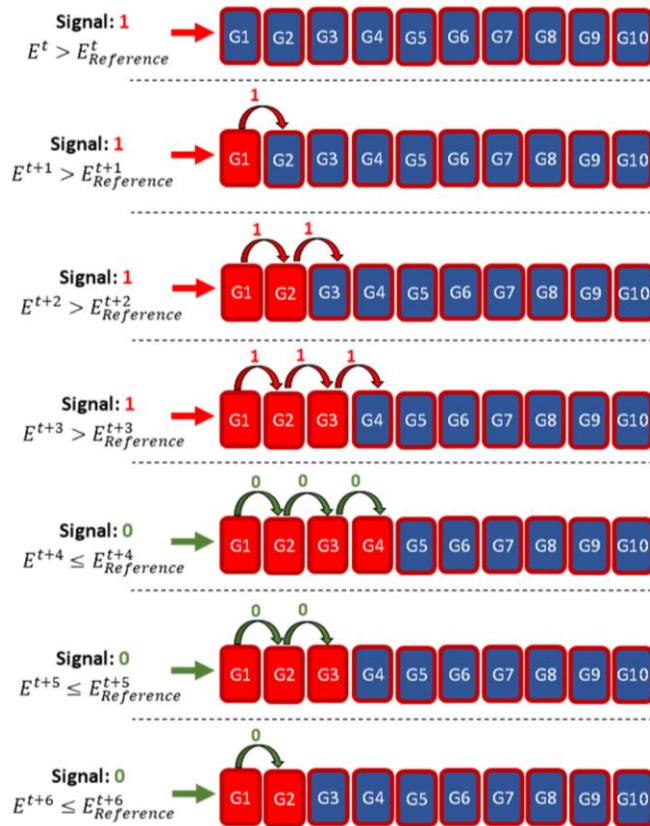 Signal: 1
E^t > E^t_Reference
G1 G2 G3 G4 G5 G6 G7 G8 G9 G10
1
Signal: 1
E^{t+1} > E^{t+1}_Reference
G1 G2 G3 G4 G5 G6 G7 G8 G9 G10
1 1
Signal: 1
E^{t+2} > E^{t+2}_Reference
G1 G2 G3 G4 G5 G6 G7 G8 G9 G10
1 1 1
Signal: 1
E^{t+3} > E^{t+3}_Reference
G1 G2 G3 G4 G5 G6 G7 G8 G9 G10
0 0 0
Signal: 0
E^{t+4} ≤ E^{t+4}_Reference
G1 G2 G3 G4 G5 G6 G7 G8 G9 G10
0 0
Signal: 0
E^{t+5} ≤ E^{t+5}_Reference
G1 G2 G3 G4 G5 G6 G7 G8 G9 G10
0
Signal: 0
E^{t+6} ≤ E^{t+6}_Reference
G1 G2 G3 G4 G5 G6 G7 G8 G9 G10